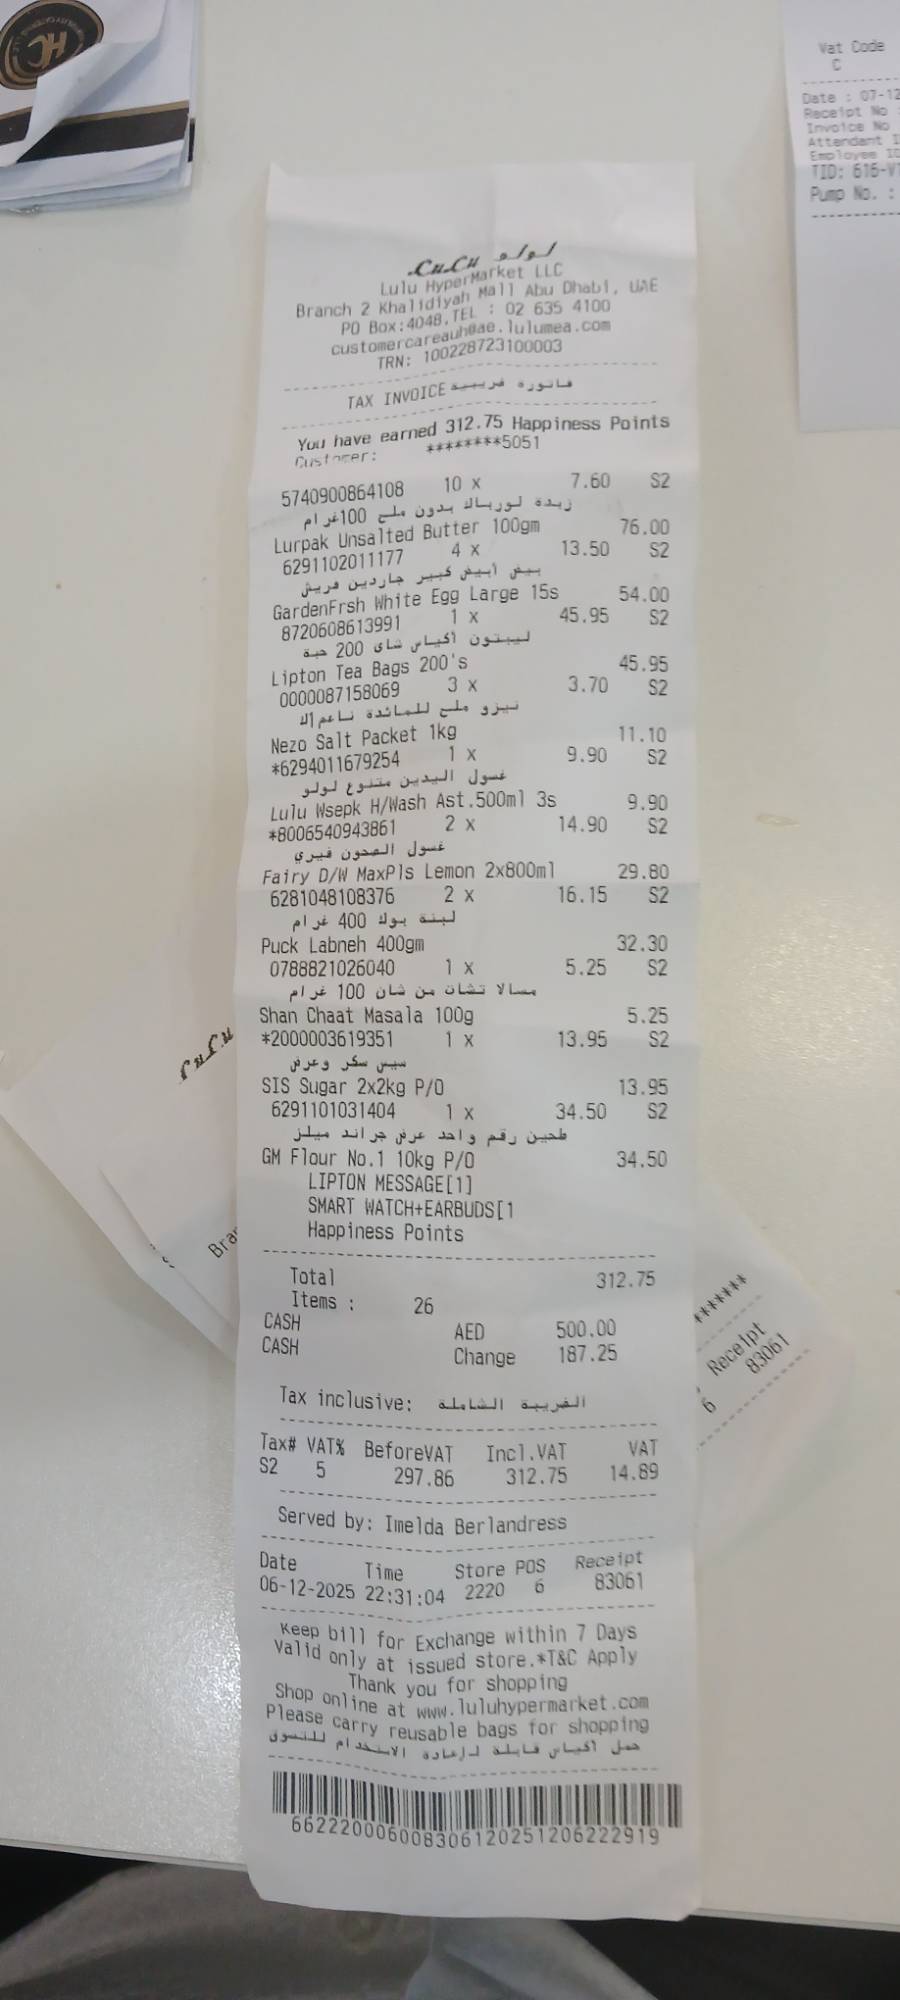 HC
Vat Code
C
Date : 07-12
Receipt No :
Invoice No
Attendant I
Employee ID
TID: 616-V1
Pump No. :
LuLu لولو
Lulu HyperMarket LLC
Branch 2 Khalidiyah Mall Abu Dhabi, UAE
PO Box:4048,TEL : 02 635 4100
customercareauh@ae.lulumea.com
TRN: 100228723100003
TAX INVOICE فاتورة ضريبية
You have earned 312.75 Happiness Points
Customer: ********5051
5740900864108 10 x 7.60 S2
زبدة لورباك بدون ملح 100غرام
Lurpak Unsalted Butter 100gm 76.00
6291102011177 4 x 13.50 S2
بيض أبيض كبير جاردين فريش
GardenFrsh White Egg Large 15s 54.00
8720608613991 1 x 45.95 S2
ليبتون أكياس شاي 200 حبة
Lipton Tea Bags 200's 45.95
0000087158069 3 x 3.70 S2
نيزو ملح للمائدة ناعم1ك
Nezo Salt Packet 1kg 11.10
*6294011679254 1 x 9.90 S2
غسول اليدين متنوع لولو
Lulu Wsepk H/Wash Ast.500ml 3s 9.90
*8006540943861 2 x 14.90 S2
غسول الصحون فيري
Fairy D/W MaxPls Lemon 2x800ml 29.80
6281048108376 2 x 16.15 S2
لبنة بوك 400 غرام
Puck Labneh 400gm 32.30
0788821026040 1 x 5.25 S2
مسالا تشات من شان 100 غرام
Shan Chaat Masala 100g 5.25
*2000003619351 1 x 13.95 S2
سيس سكر وعرض
SIS Sugar 2x2kg P/O 13.95
6291101031404 1 x 34.50 S2
طحين رقم واحد عرض جراند ميلز
GM Flour No.1 10kg P/O 34.50
LIPTON MESSAGE[1]
SMART WATCH+EARBUDS[1
Happiness Points
Total 312.75
Items : 26
CASH AED 500.00
CASH Change 187.25
Tax inclusive: الضريبة الشاملة
Tax# VAT% BeforeVAT Incl.VAT VAT
S2 5 297.86 312.75 14.89
Served by: Imelda Berlandress
Date Time Store POS Receipt
06-12-2025 22:31:04 2220 6 83061
Keep bill for Exchange within 7 Days
Valid only at issued store.*T&C Apply
Thank you for shopping
Shop online at www.luluhypermarket.com
Please carry reusable bags for shopping
حمل أكياس قابلة لإعادة الاستخدام للتسوق
662220006008306120251206222919
LuLu
Bra
*******
Receipt
6 83061